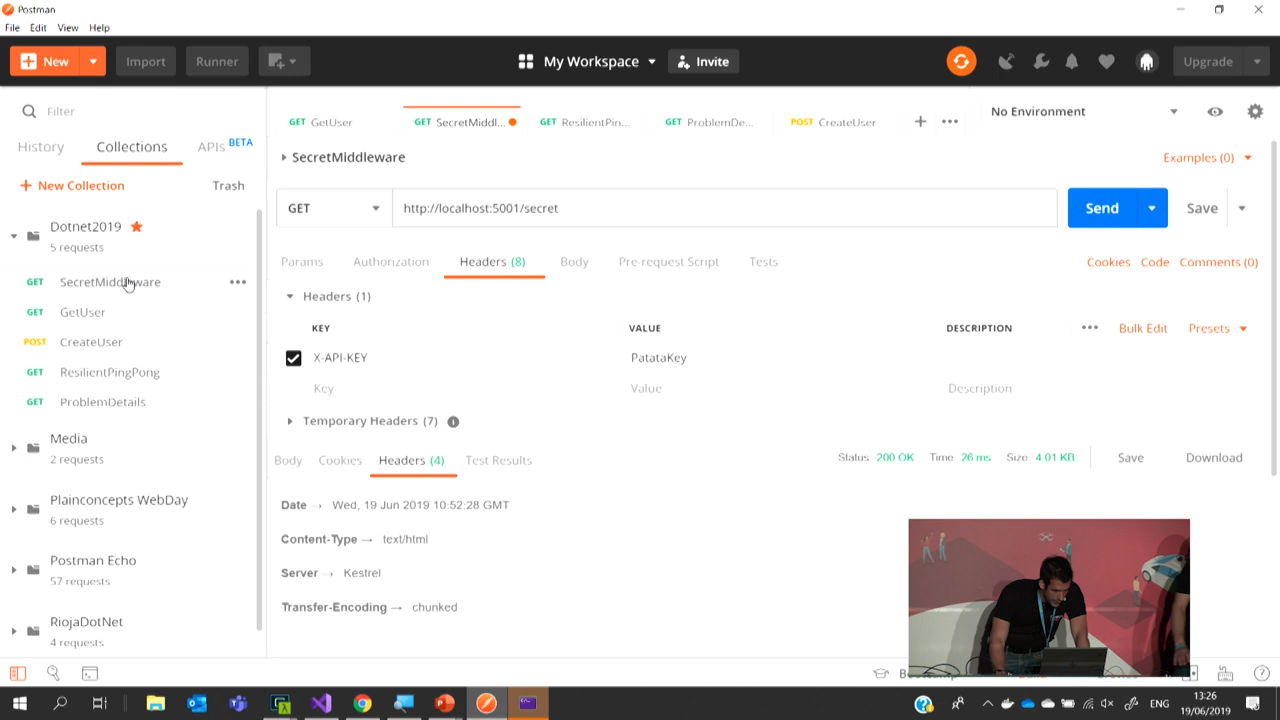 Postman
File Edit View Help
New Import Runner My Workspace Invite Upgrade
Filter
History Collections APIs BETA
+ New Collection Trash
Dotnet2019
5 requests
GET SecretMiddleware
GET GetUser
POST CreateUser
GET ResilientPingPong
GET ProblemDetails
Media
2 requests
Plainconcepts WebDay
6 requests
Postman Echo
57 requests
RiojaDotNet
4 requests
GET GetUser GET SecretMiddl... GET ResilientPin... GET ProblemDe... POST CreateUser No Environment
SecretMiddleware Examples (0)
GET http://localhost:5001/secret Send Save
Params Authorization Headers (8) Body Pre-request Script Tests Cookies Code Comments (0)
Headers (1)
KEY VALUE DESCRIPTION Bulk Edit Presets
X-API-KEY PatataKey
Key Value Description
Temporary Headers (7)
Body Cookies Headers (4) Test Results Status 200 OK Time 26 ms Size 4.01 KB Save Download
Date → Wed, 19 Jun 2019 10:52:28 GMT
Content-Type → text/html
Server → Kestrel
Transfer-Encoding → chunked
ENG 13:26
19/06/2019